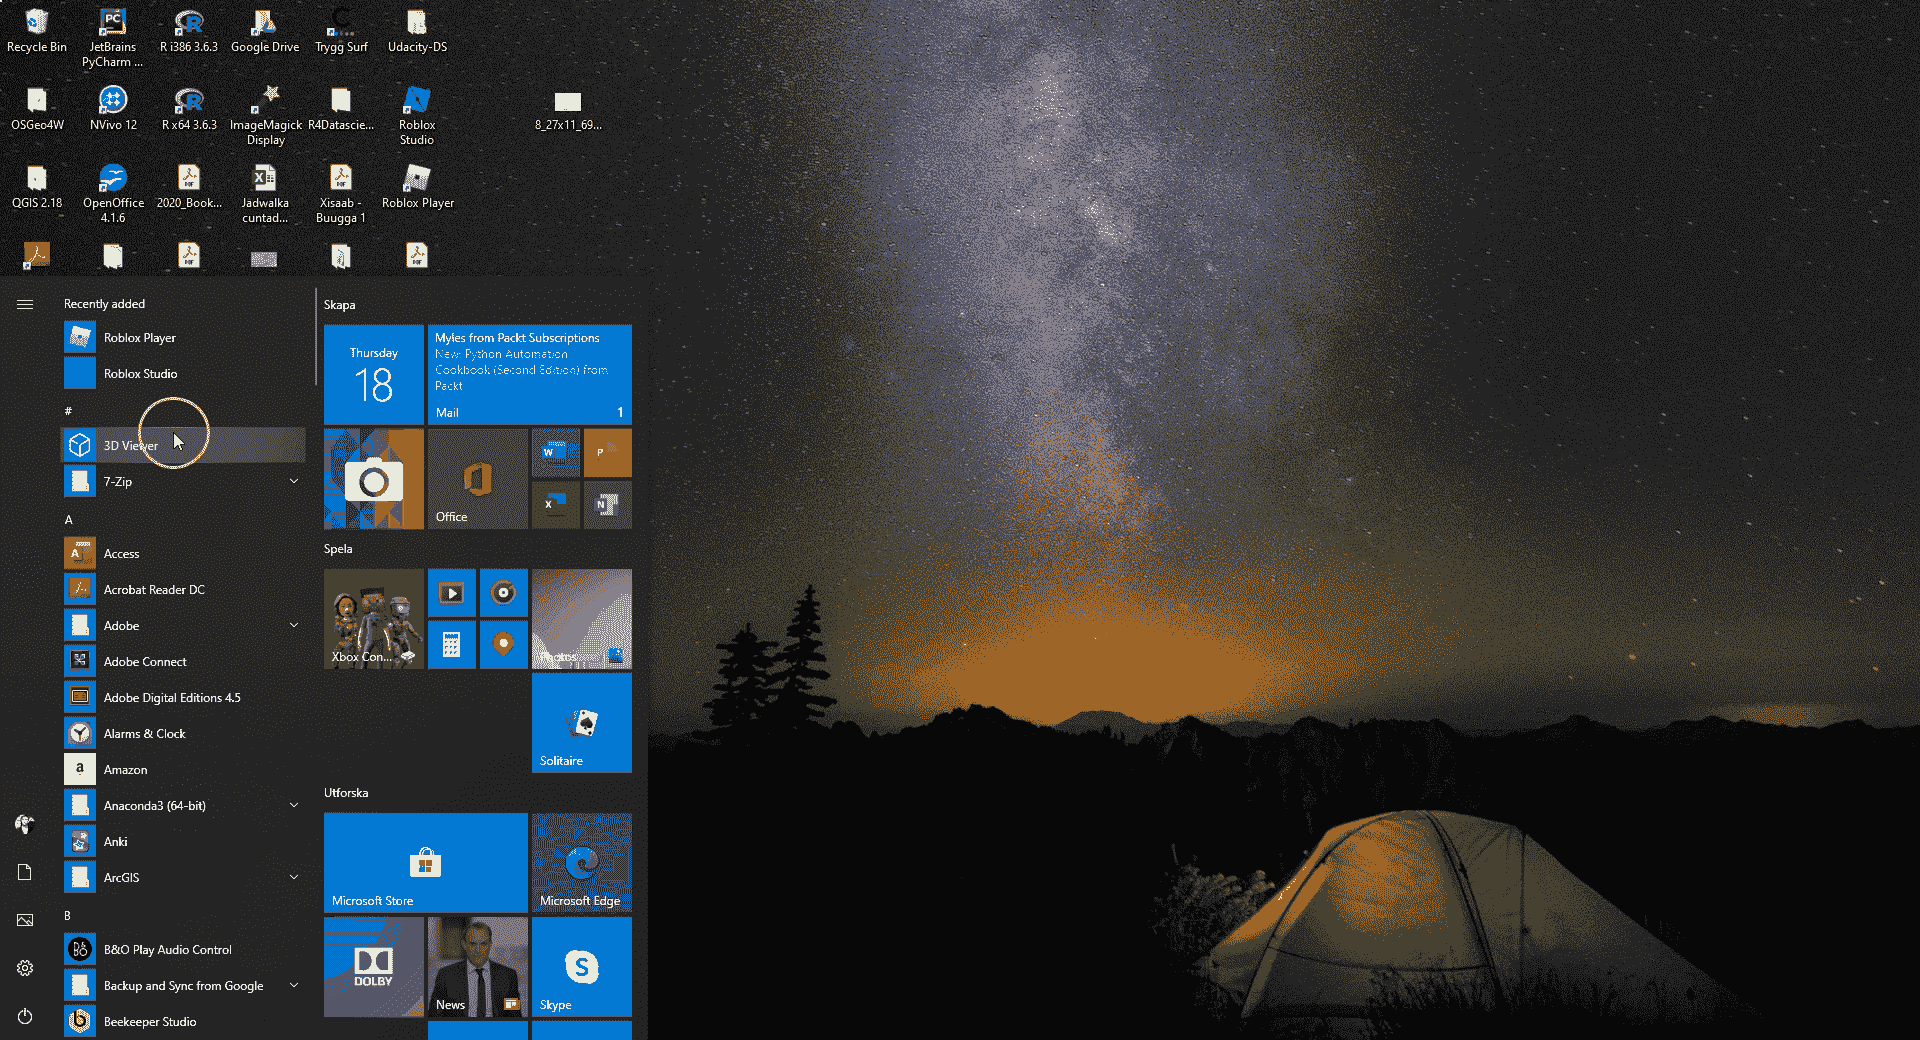 Recycle Bin
JetBrains
PyCharm ...
R i386 3.6.3
Google Drive
Trygg Surf
Udacity-DS
OSGeo4W
NVivo 12
R x64 3.6.3
ImageMagick
Display
R4Datascie...
Roblox
Studio
8_27x11_69...
QGIS 2.18
OpenOffice
4.1.6
2020_Book...
Jadwalka
cuntad...
Xisaab -
Buugga 1
Roblox Player
Recently added
Roblox Player
Roblox Studio
#
3D Viewer
7-Zip
A
Access
Acrobat Reader DC
Adobe
Adobe Connect
Adobe Digital Editions 4.5
Alarms & Clock
Amazon
Anaconda3 (64-bit)
Anki
ArcGIS
B
B&O Play Audio Control
Backup and Sync from Google
Beekeeper Studio
Skapa
Thursday
18
Myles from Packt Subscriptions
New: Python Automation
Cookbook (Second Edition) from
Packt
Mail 1
Office
Spela
Xbox Con...
Photos
Solitaire
Utforska
Microsoft Store
Microsoft Edge
DOLBY
News
Skype